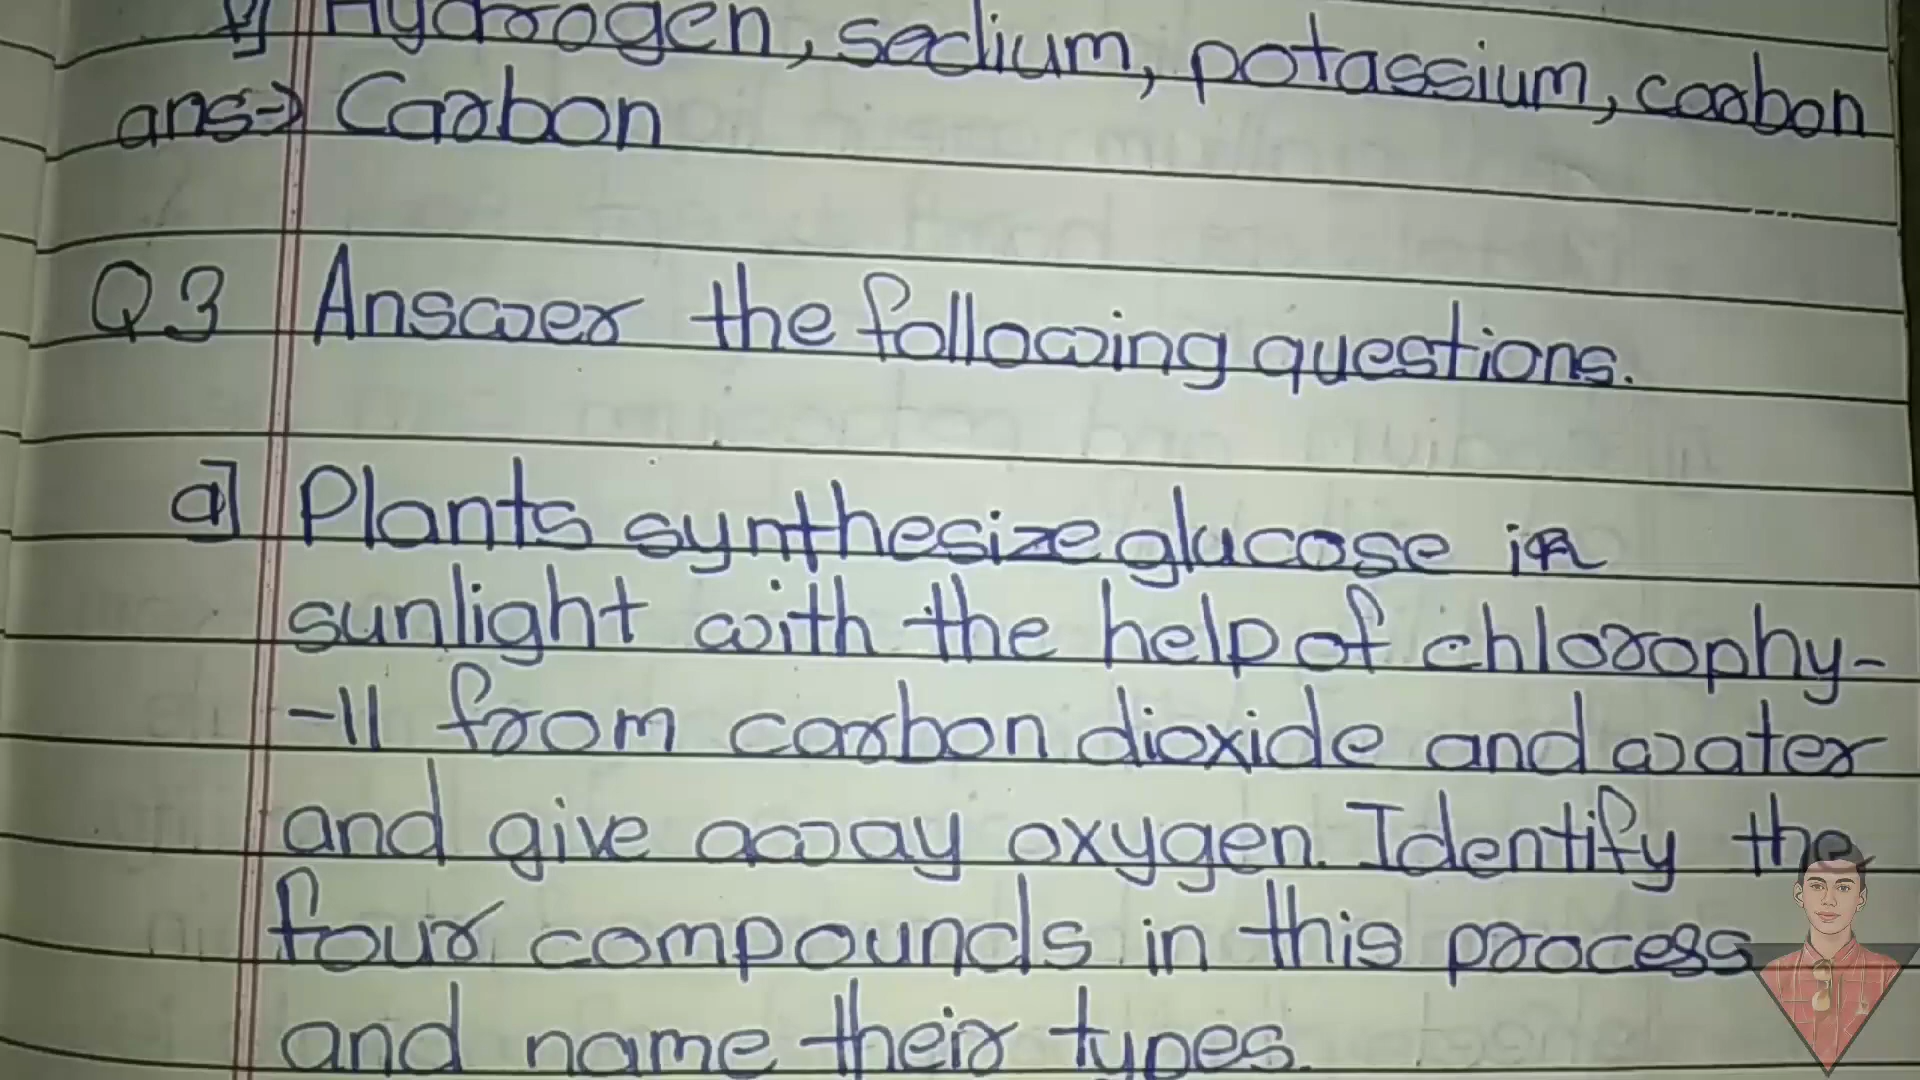 f] Hydrogen, sodium, potassium, carbon
ans→ Carbon
Q3 Answer the following questions.
a] Plants synthesize glucose in
sunlight with the help of chlorophy-
-ll from carbon dioxide and water
and give away oxygen. Identify the
four compounds in this process
and name their types.